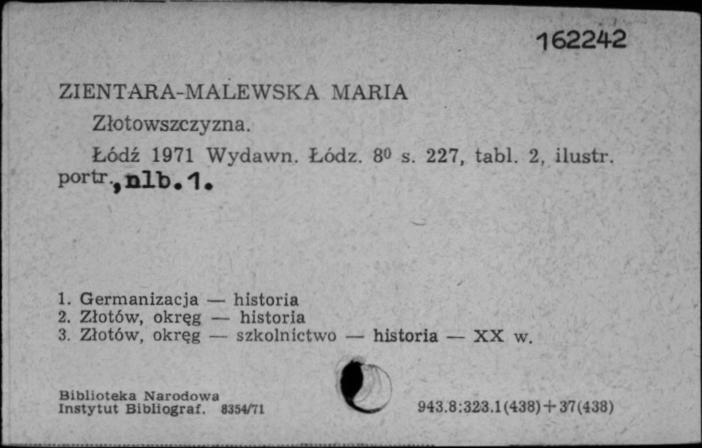 162242
ZIENTARA-MALEWSKA MARIA
Złotowszczyzna.
Łódź 1971 Wydawn. Łódz. 8⁰ s. 227, tabl. 2, ilustr.
portr., nlb.1.
1. Germanizacja — historia
2. Złotów, okręg — historia
3. Złotów, okręg — szkolnictwo — historia — XX w.
Biblioteka Narodowa
Instytut Bibliograf. 8354/71
943.8:323.1(438)+37(438)